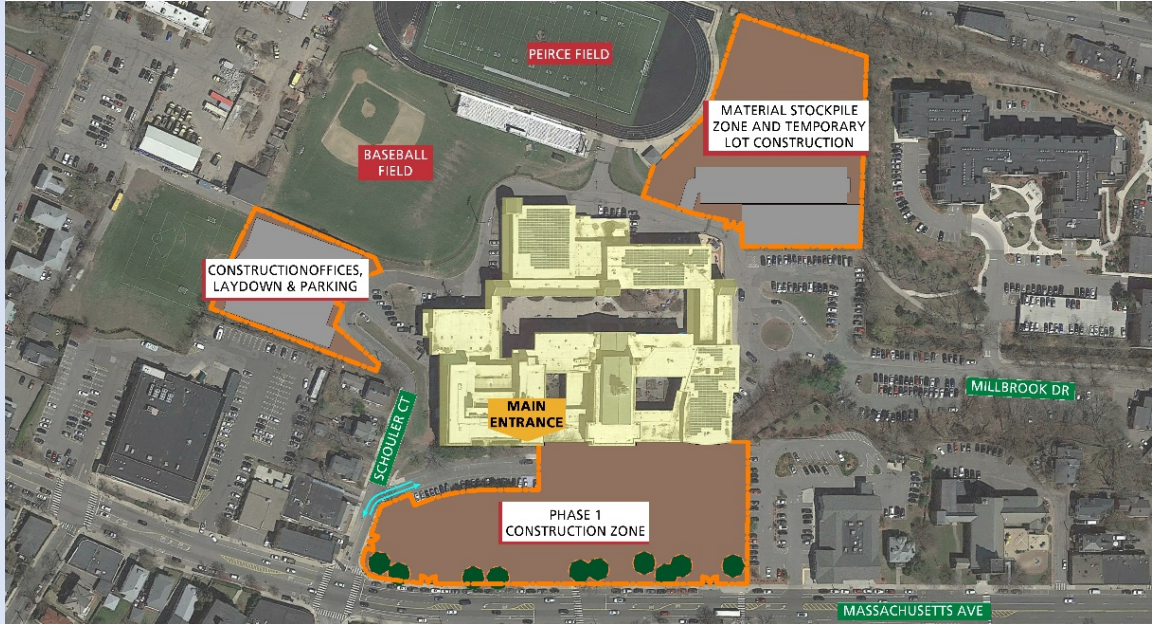 PEIRCE FIELD
MATERIAL STOCKPILE
ZONE AND TEMPORARY
LOT CONSTRUCTION
BASEBALL
FIELD
CONSTRUCTIONOFFICES,
LAYDOWN & PARKING
MILLBROOK DR
MAIN
ENTRANCE
SCHOULER CT
PHASE 1
CONSTRUCTION ZONE
MASSACHUSETTS AVE